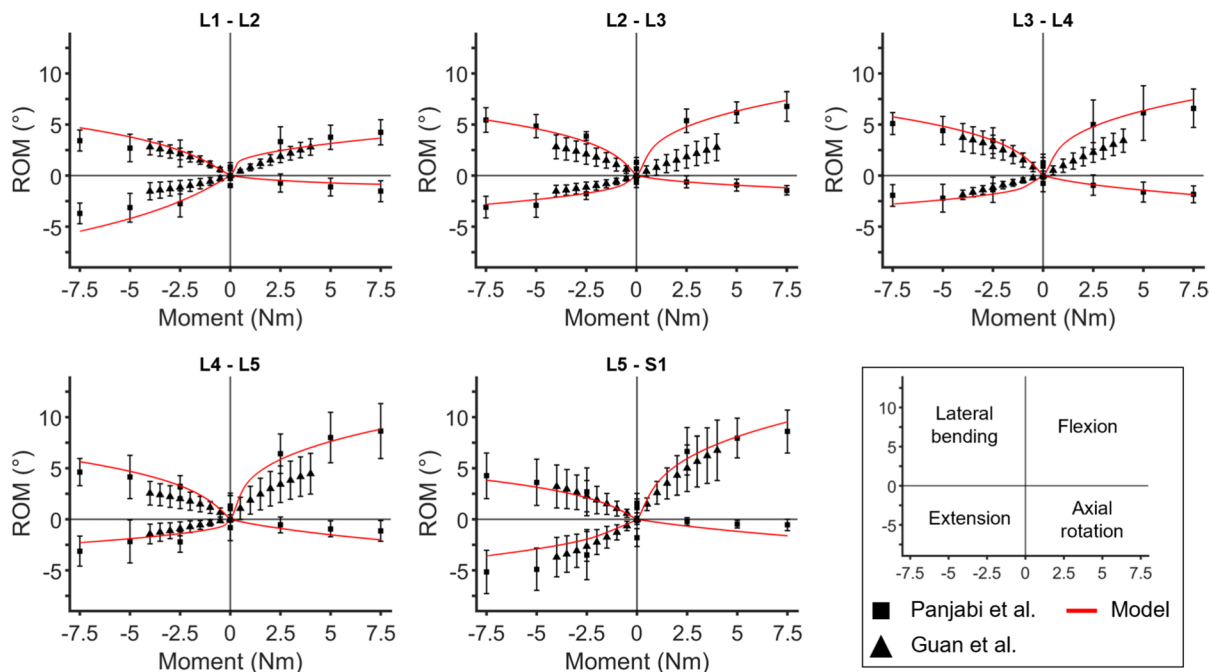 L1 - L2
L2 - L3
L3 - L4
ROM (°)
10
5
0
-5
-7.5 -5 -2.5 0 2.5 5 7.5
Moment (Nm)
ROM (°)
10
5
0
-5
-7.5 -5 -2.5 0 2.5 5 7.5
Moment (Nm)
ROM (°)
10
5
0
-5
-7.5 -5 -2.5 0 2.5 5 7.5
Moment (Nm)
L4 - L5
L5 - S1
ROM (°)
10
5
0
-5
-7.5 -5 -2.5 0 2.5 5 7.5
Moment (Nm)
ROM (°)
10
5
0
-5
-7.5 -5 -2.5 0 2.5 5 7.5
Moment (Nm)
10
5
0
-5
Lateral
bending
Flexion
Extension
Axial
rotation
-7.5 -5 -2.5 0 2.5 5 7.5
Panjabi et al.
Model
Guan et al.